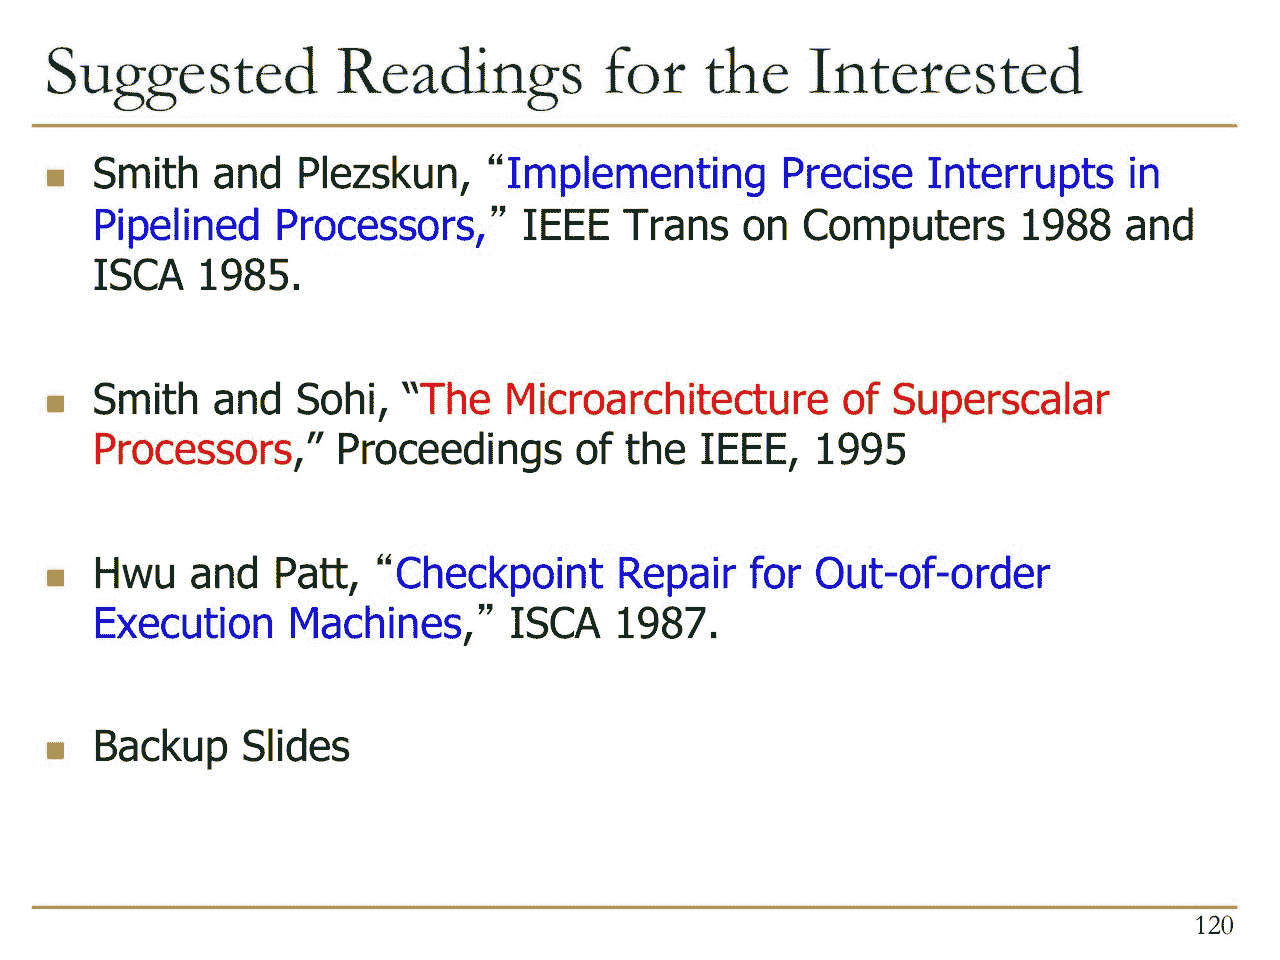 Suggested Readings for the Interested
Smith and Plezskun, “Implementing Precise Interrupts in
Pipelined Processors,” IEEE Trans on Computers 1988 and
ISCA 1985.
Smith and Sohi, “The Microarchitecture of Superscalar
Processors,” Proceedings of the IEEE, 1995
Hwu and Patt, “Checkpoint Repair for Out-of-order
Execution Machines,” ISCA 1987.
Backup Slides
120